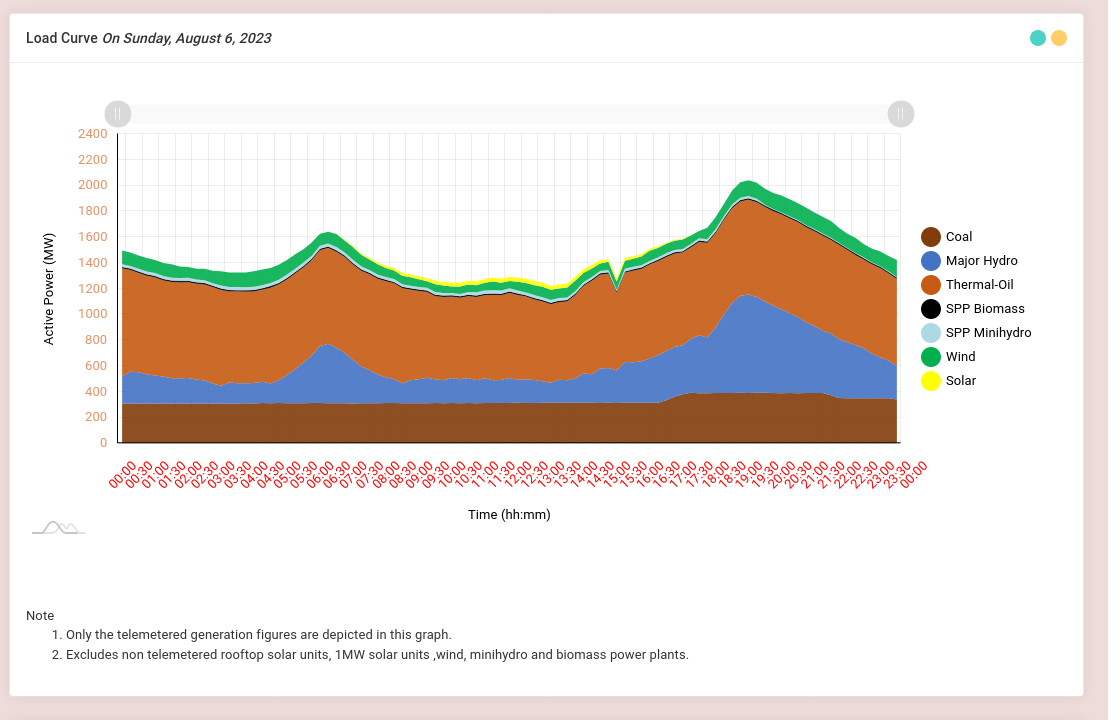 Load Curve On Sunday, August 6, 2023
2400
2200
2000
1800
1600
1400
1200
1000
800
600
400
200
0
Active Power (MW)
00:00 00:30 01:00 01:30 02:00 02:30 03:00 03:30 04:00 04:30 05:00 05:30 06:00 06:30 07:00 07:30 08:00 08:30 09:00 09:30 10:00 10:30 11:00 11:30 12:00 12:30 13:00 13:30 14:00 14:30 15:00 15:30 16:00 16:30 17:00 17:30 18:00 18:30 19:00 19:30 20:00 20:30 21:00 21:30 22:00 22:30 23:00 23:30 00:00
Time (hh:mm)
Coal
Major Hydro
Thermal-Oil
SPP Biomass
SPP Minihydro
Wind
Solar
Note
1. Only the telemetered generation figures are depicted in this graph.
2. Excludes non telemetered rooftop solar units, 1MW solar units ,wind, minihydro and biomass power plants.